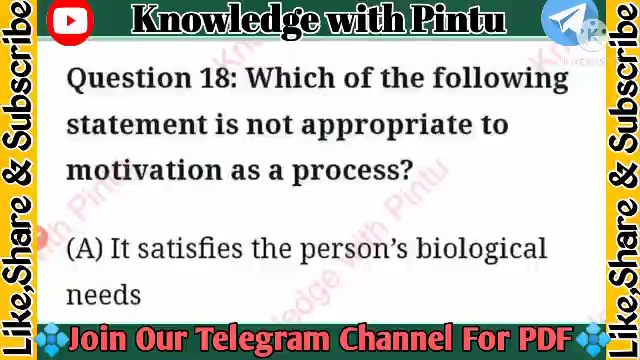 Knowledge with Pintu
Question 18: Which of the following
statement is not appropriate to
motivation as a process?
(A) It satisfies the person's biological
needs
Join Our Telegram Channel For PDF
Like,Share & Subscribe
Like,Share & Subscribe